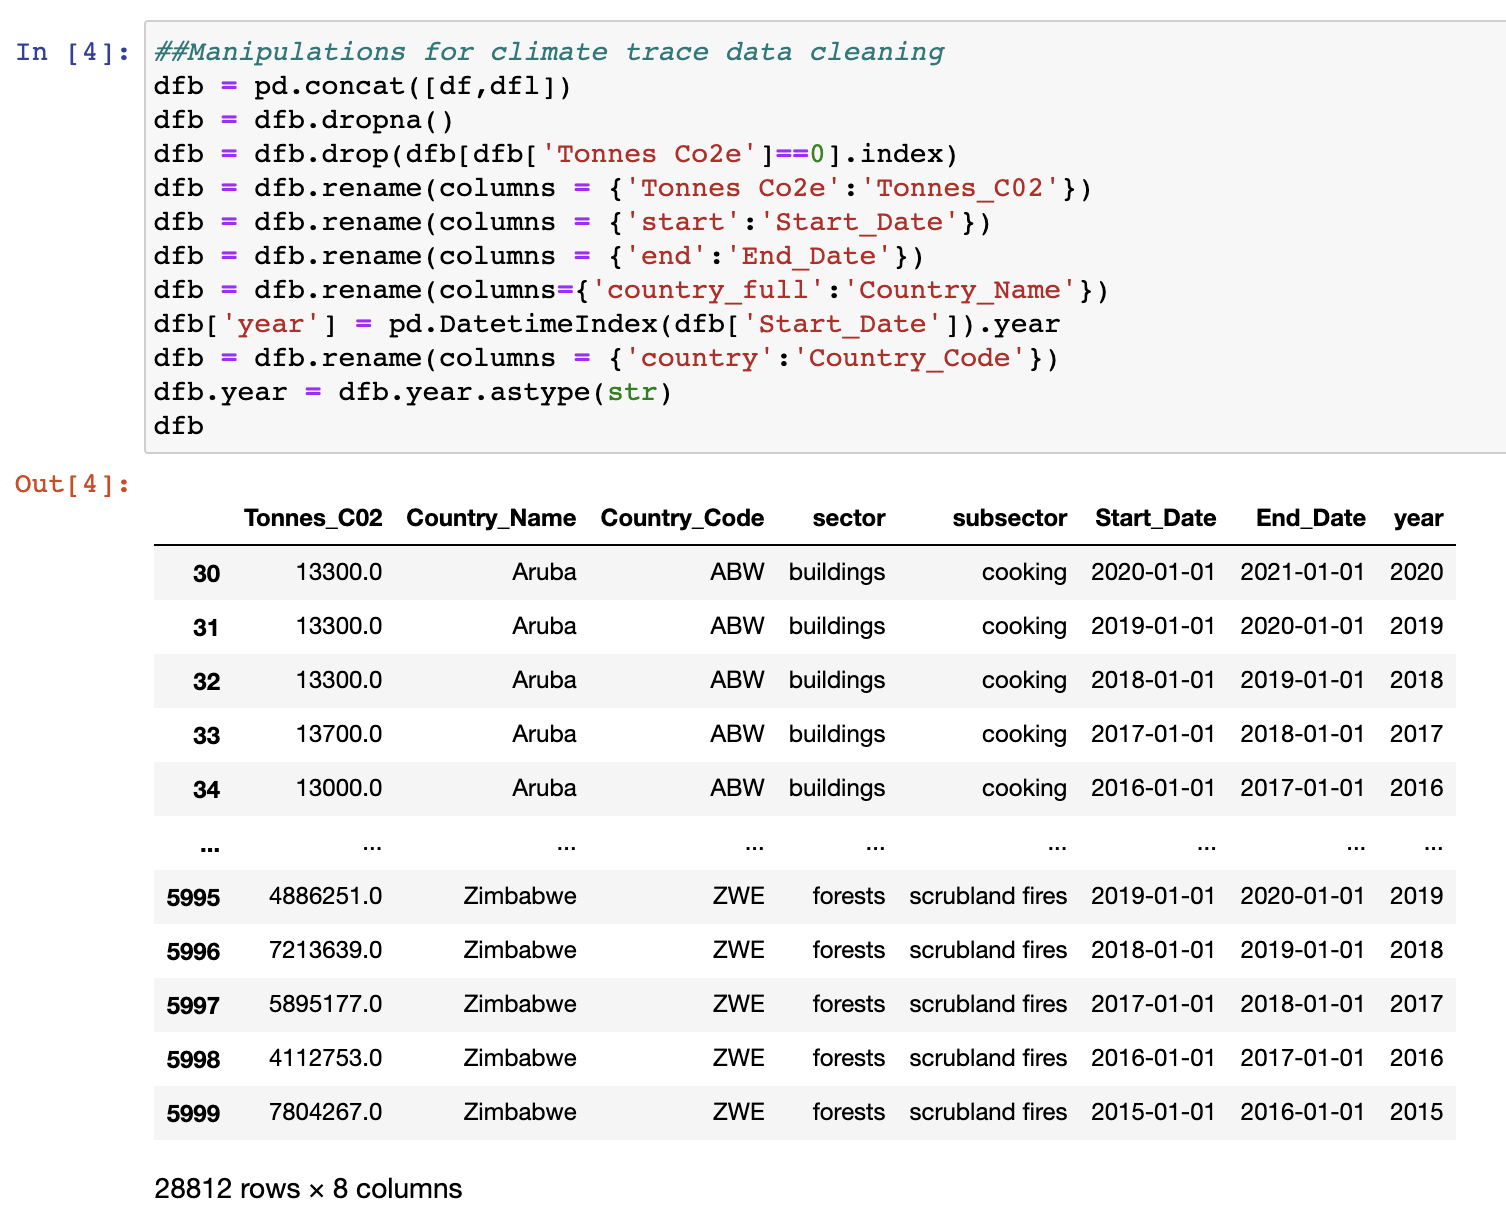 In [4]:
##Manipulations for climate trace data cleaning
dfb = pd.concat([df,dfl])
dfb = dfb.dropna()
dfb = dfb.drop(dfb[dfb['Tonnes Co2e']==0].index)
dfb = dfb.rename(columns = {'Tonnes Co2e':'Tonnes_C02'})
dfb = dfb.rename(columns = {'start':'Start_Date'})
dfb = dfb.rename(columns = {'end':'End_Date'})
dfb = dfb.rename(columns={'country_full':'Country_Name'})
dfb['year'] = pd.DatetimeIndex(dfb['Start_Date']).year
dfb = dfb.rename(columns = {'country':'Country_Code'})
dfb.year = dfb.year.astype(str)
dfb
Out[4]:
Tonnes_C02 Country_Name Country_Code sector subsector Start_Date End_Date year
30 13300.0 Aruba ABW buildings cooking 2020-01-01 2021-01-01 2020
31 13300.0 Aruba ABW buildings cooking 2019-01-01 2020-01-01 2019
32 13300.0 Aruba ABW buildings cooking 2018-01-01 2019-01-01 2018
33 13700.0 Aruba ABW buildings cooking 2017-01-01 2018-01-01 2017
34 13000.0 Aruba ABW buildings cooking 2016-01-01 2017-01-01 2016
... ... ... ... ... ... ... ... ...
5995 4886251.0 Zimbabwe ZWE forests scrubland fires 2019-01-01 2020-01-01 2019
5996 7213639.0 Zimbabwe ZWE forests scrubland fires 2018-01-01 2019-01-01 2018
5997 5895177.0 Zimbabwe ZWE forests scrubland fires 2017-01-01 2018-01-01 2017
5998 4112753.0 Zimbabwe ZWE forests scrubland fires 2016-01-01 2017-01-01 2016
5999 7804267.0 Zimbabwe ZWE forests scrubland fires 2015-01-01 2016-01-01 2015
28812 rows × 8 columns